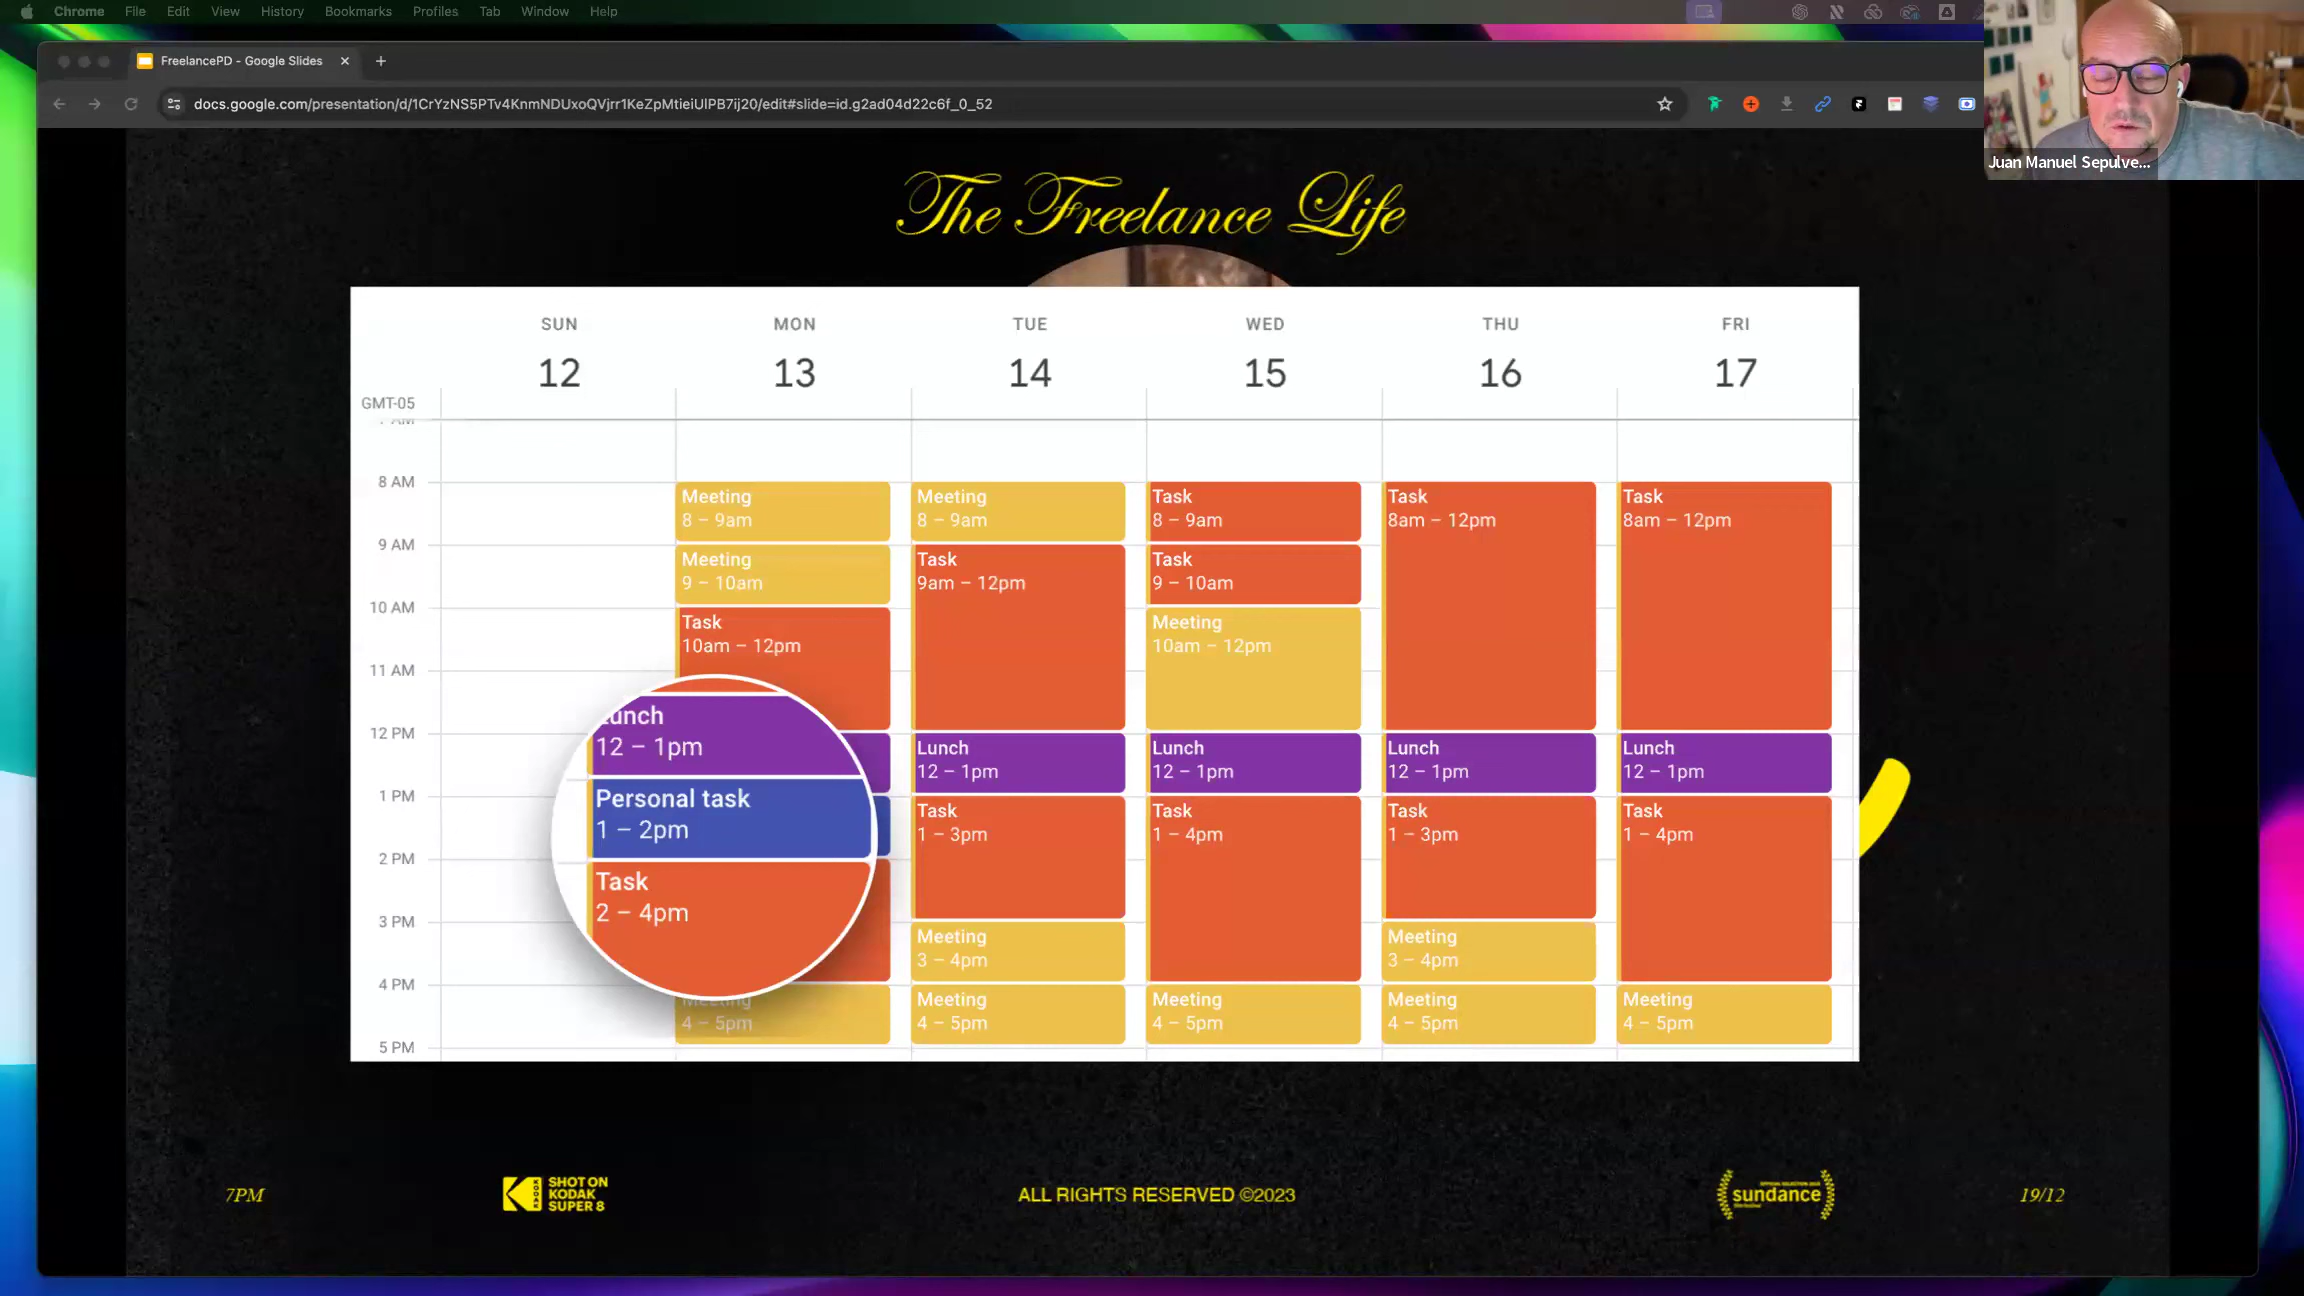 Chrome File Edit View History Bookmarks Profiles Tab Window Help
FreelancePD - Google Slides
docs.google.com/presentation/d/1CrYzNS5PTv4KnmNDUxoQVjrr1KeZpMtieiUlPB7ij20/edit#slide=id.g2ad04d22c6f_0_52
Juan Manuel Sepulve...
The Freelance Life
SUN MON TUE WED THU FRI
12 13 14 15 16 17
GMT-05
8 AM
Meeting Meeting Task Task Task
8 – 9am 8 – 9am 8 – 9am 8am – 12pm 8am – 12pm
9 AM
Meeting Task Task
9 – 10am 9am – 12pm 9 – 10am
10 AM
Task Meeting
10am – 12pm 10am – 12pm
11 AM
Lunch
12 – 1pm
12 PM
Lunch Lunch Lunch Lunch
12 – 1pm 12 – 1pm 12 – 1pm 12 – 1pm
1 PM
Personal task
1 – 2pm
Task Task Task Task
1 – 3pm 1 – 4pm 1 – 3pm 1 – 4pm
2 PM
Task
2 – 4pm
3 PM
Meeting Meeting
3 – 4pm 3 – 4pm
4 PM
Meeting Meeting Meeting Meeting Meeting
4 – 5pm 4 – 5pm 4 – 5pm 4 – 5pm 4 – 5pm
5 PM
7PM
KODAK
SHOT ON
KODAK
SUPER 8
ALL RIGHTS RESERVED ©2023
sundance
19/12